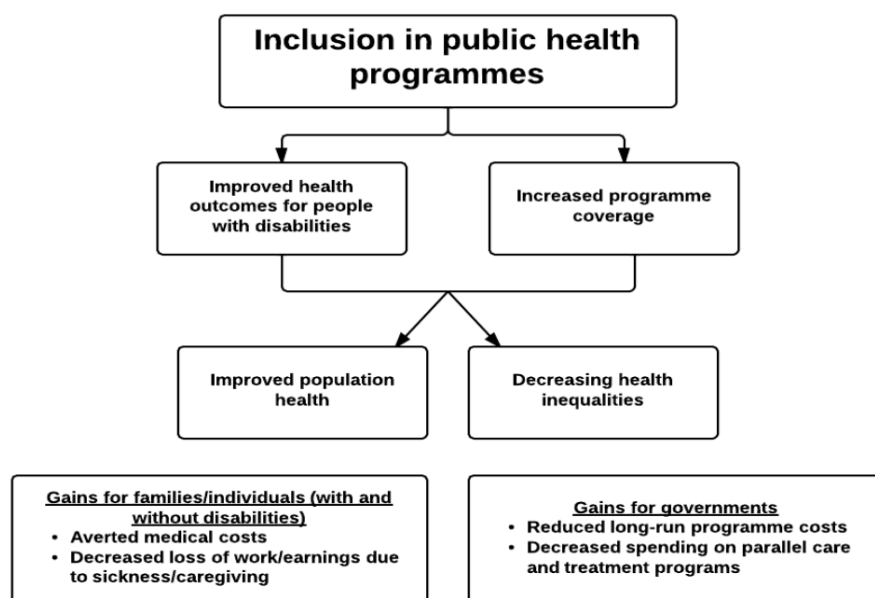 Inclusion in public health
programmes
Improved health
outcomes for people
with disabilities
Increased programme
coverage
Improved population
health
Decreasing health
inequalities
Gains for families/individuals (with and
without disabilities)
• Averted medical costs
• Decreased loss of work/earnings due
to sickness/caregiving
Gains for governments
• Reduced long-run programme costs
• Decreased spending on parallel care
and treatment programs